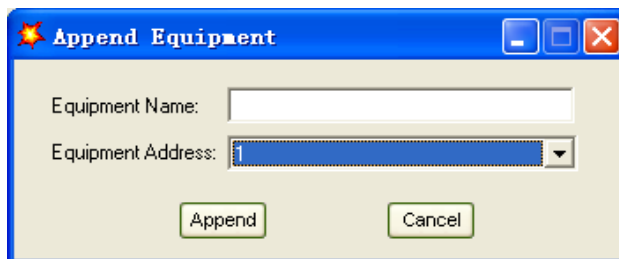 Append Equipment
Equipment Name:
Equipment Address: 1
Append Cancel